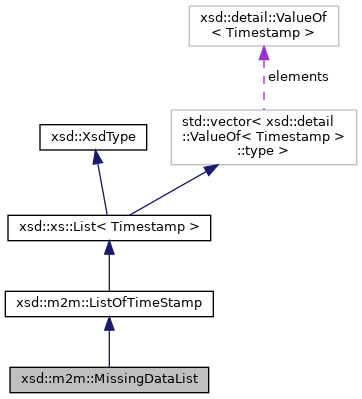 xsd::detail::ValueOf
< Timestamp >
elements
std::vector< xsd::detail
::ValueOf< Timestamp >
::type >
xsd::XsdType
xsd::xs::List< Timestamp >
xsd::m2m::ListOfTimeStamp
xsd::m2m::MissingDataList